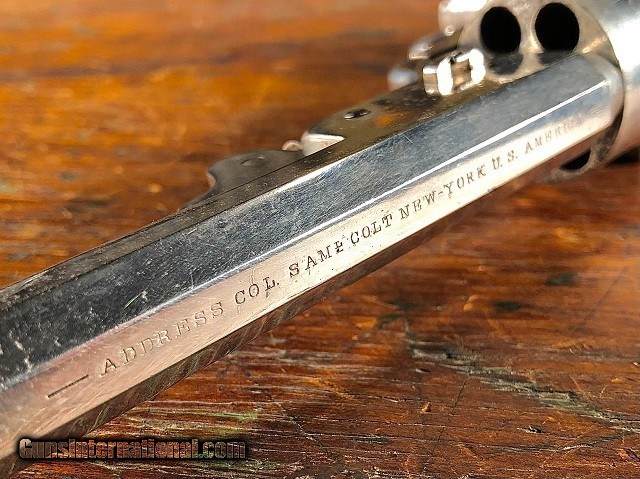 — ADDRESS COL. SAML COLT NEW-YORK U.S. AMERICA
GunsInternational.com